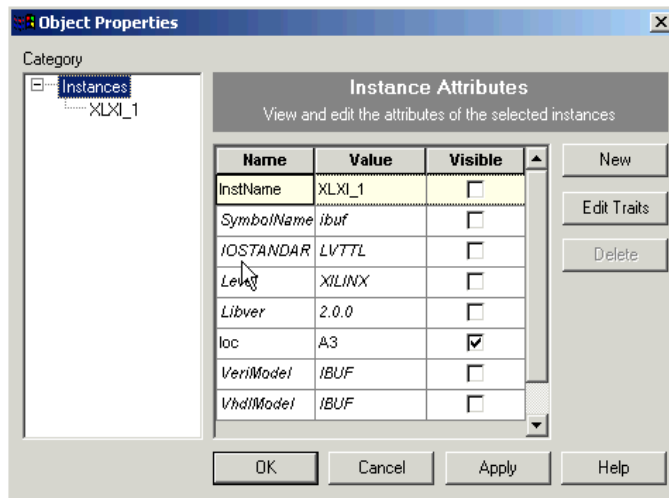 Object Properties
Category
Instances
XLXI_1
Instance Attributes
View and edit the attributes of the selected instances
Name Value Visible
InstName XLXI_1
SymbolName ibuf
IOSTANDAR LVTTL
Level XILINX
Libver 2.0.0
loc A3
VeriModel IBUF
VhdlModel IBUF
New
Edit Traits
Delete
OK Cancel Apply Help